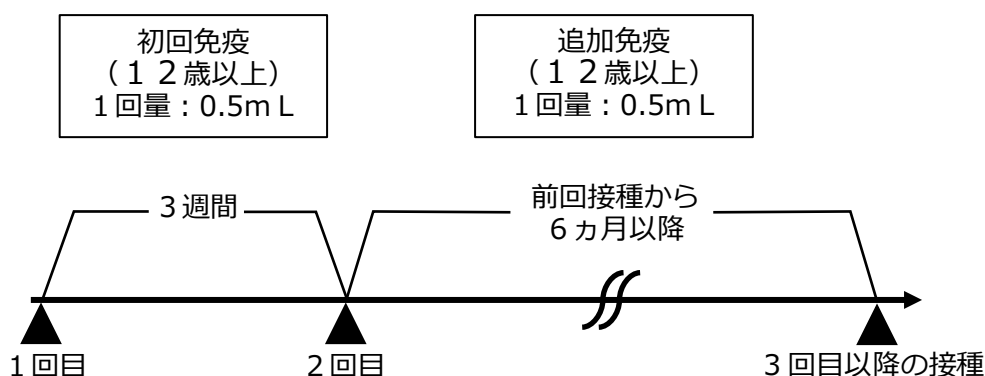 初回免疫
（１２歳以上）
１回量：0.5mＬ
追加免疫
（１２歳以上）
１回量：0.5mＬ
３週間
前回接種から
６ヵ月以降
１回目
２回目
３回目以降の接種